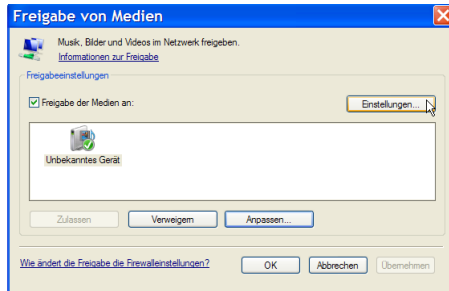 Freigabe von Medien
Musik, Bilder und Videos im Netzwerk freigeben.
Informationen zur Freigabe
Freigabeeinstellungen
Freigabe der Medien an:
Einstellungen...
Unbekanntes Gerät
Zulassen
Verweigern
Anpassen...
Wie ändert die Freigabe die Firewalleinstellungen?
OK
Abbrechen
Übernehmen